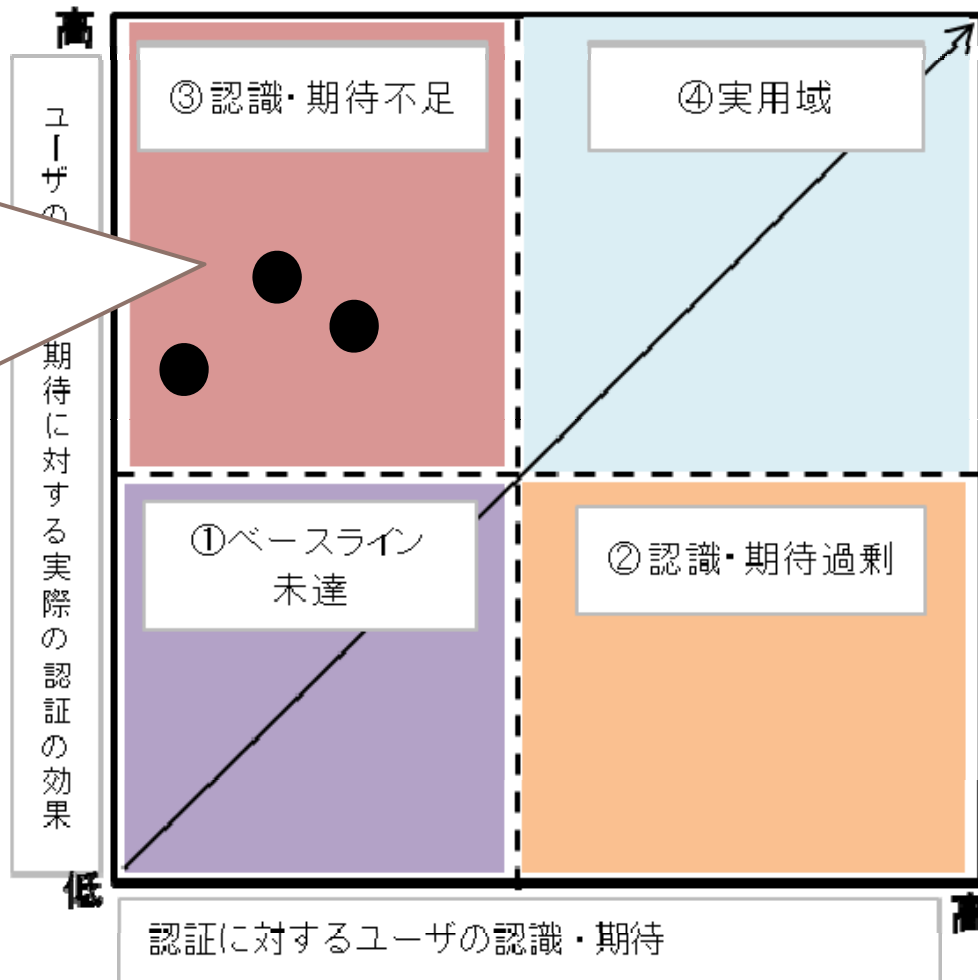 高
③認識・期待不足
④実用域
ユーザの
期待に対する実際の認証の効果
①ベースライン
未達
②認識・期待過剰
低
高
認証に対するユーザの認識・期待